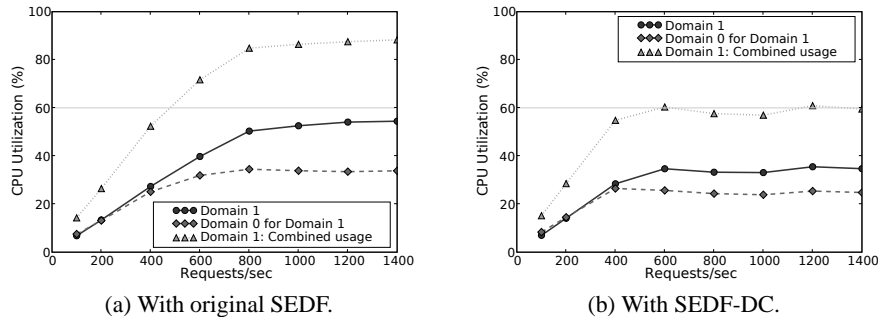 100
80
60
40
20
0
CPU Utilization (%)
Domain 1
Domain 0 for Domain 1
Domain 1: Combined usage
200 400 600 800 1000 1200 1400
Requests/sec
(a) With original SEDF.
100
80
60
40
20
0
CPU Utilization (%)
Domain 1
Domain 0 for Domain 1
Domain 1: Combined usage
200 400 600 800 1000 1200 1400
Requests/sec
(b) With SEDF-DC.